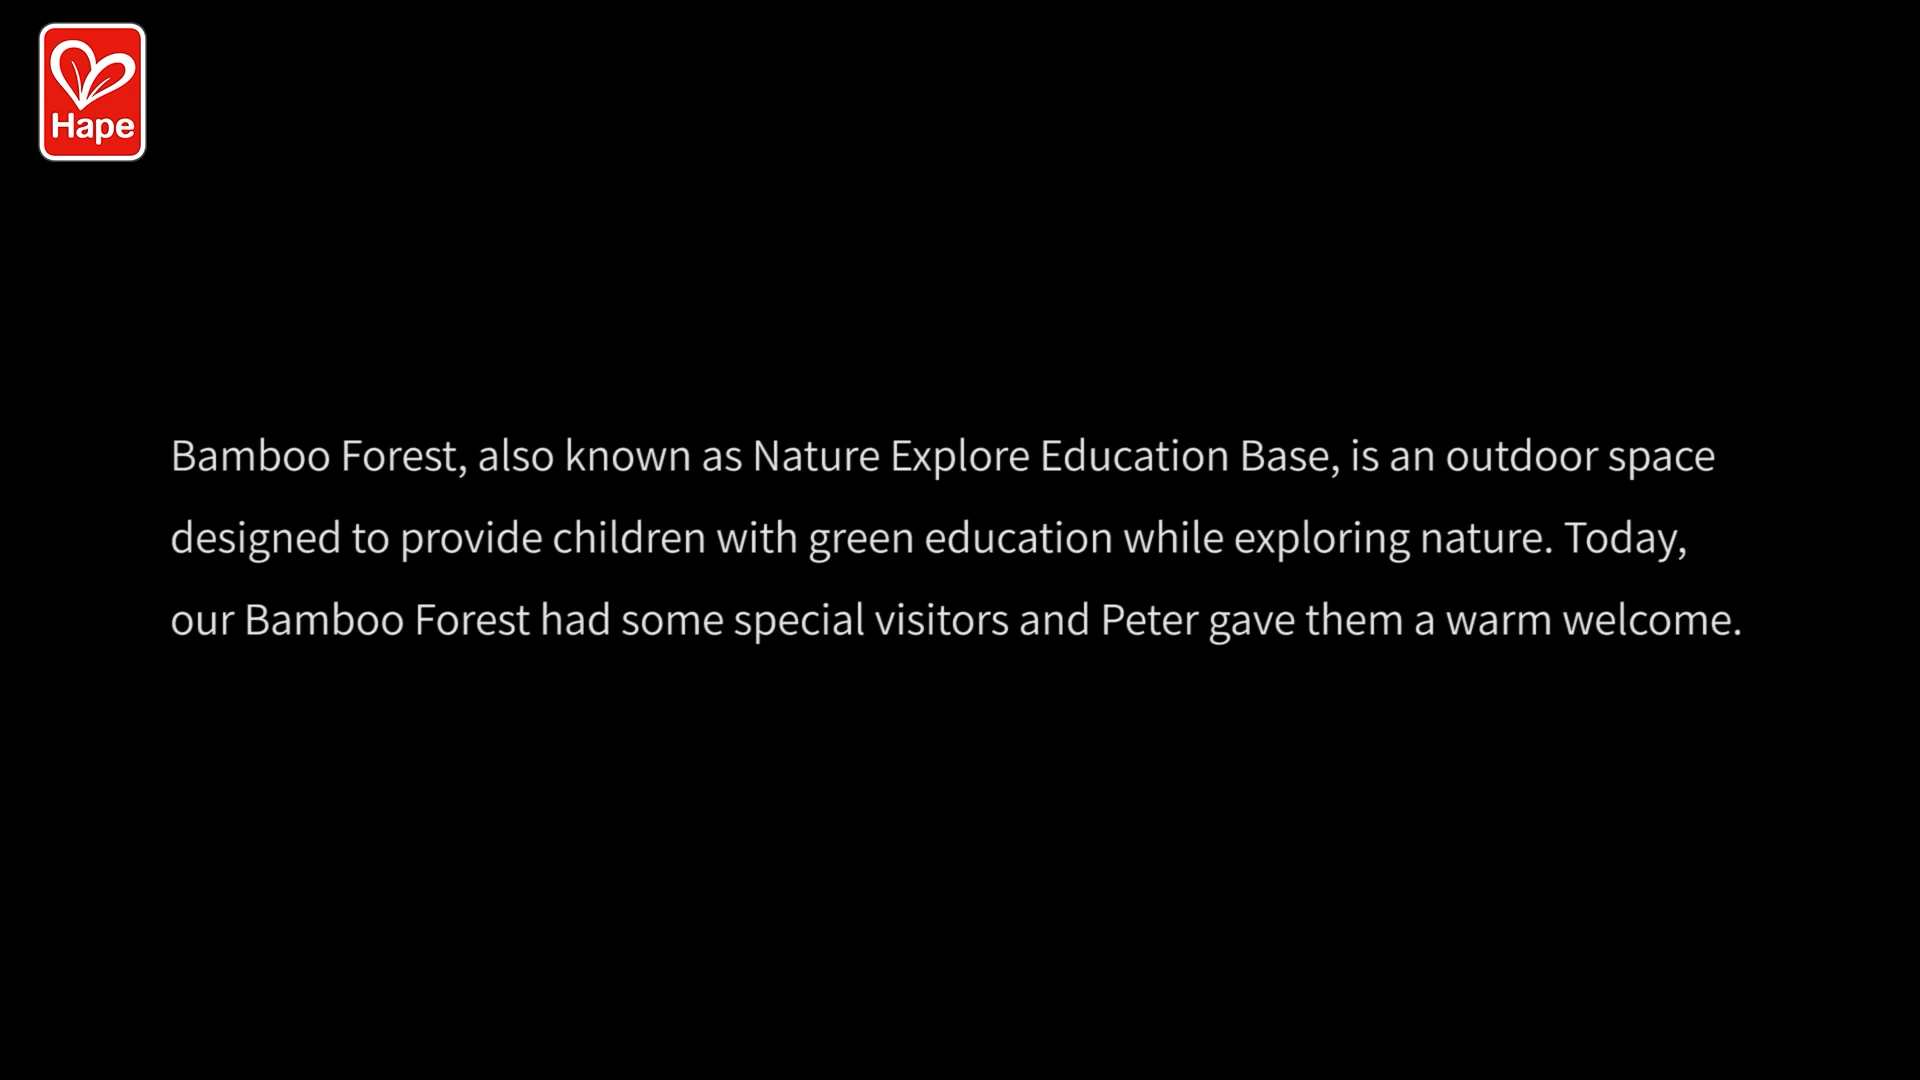 Hape
Bamboo Forest, also known as Nature Explore Education Base, is an outdoor space
designed to provide children with green education while exploring nature. Today,
our Bamboo Forest had some special visitors and Peter gave them a warm welcome.